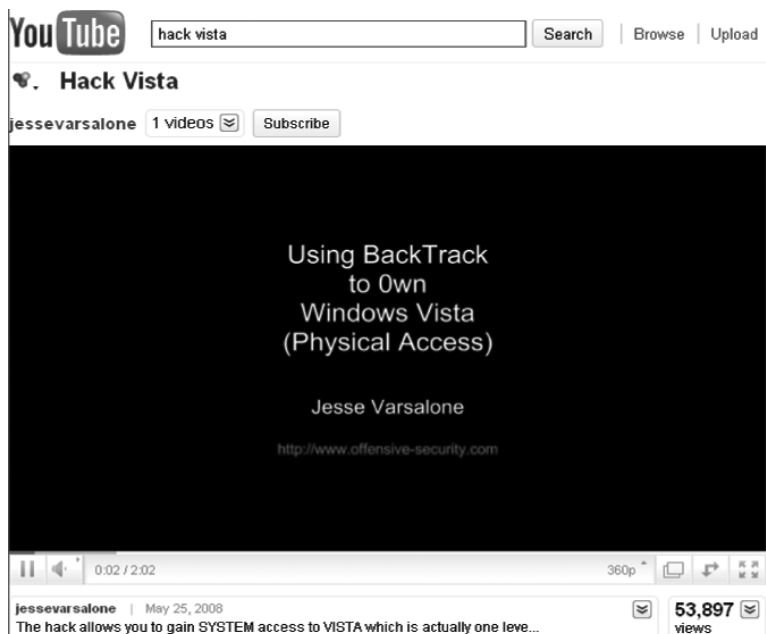 You Tube hack vista Search | Browse | Upload
Hack Vista
jessevarsalone 1 videos Subscribe
Using BackTrack
to 0wn
Windows Vista
(Physical Access)
Jesse Varsalone
http://www.offensive-security.com
0:02 / 2:02 360p
jessevarsalone | May 25, 2008 53,897
The hack allows you to gain SYSTEM access to VISTA which is actually one leve... views